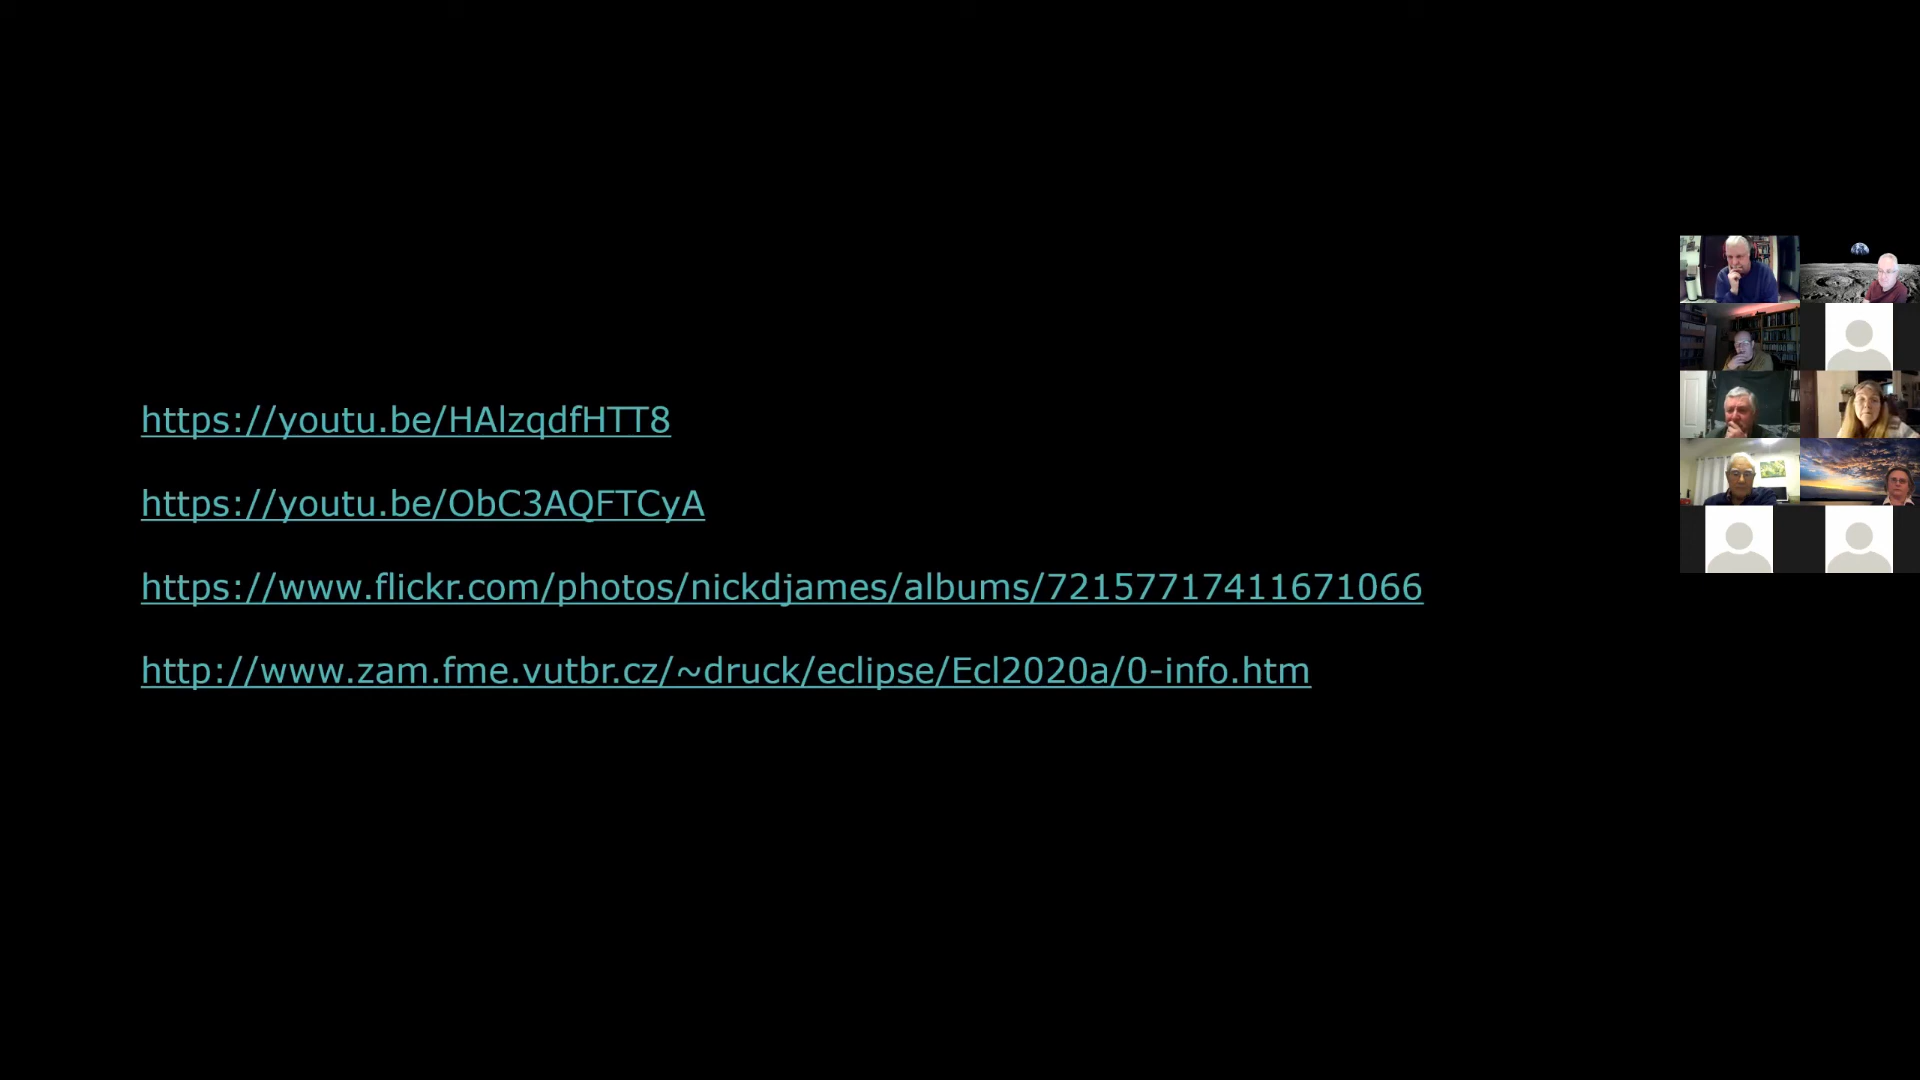 https://youtu.be/HAlzqdfHTT8
https://youtu.be/ObC3AQFTCyA
https://www.flickr.com/photos/nickdjames/albums/72157717411671066
http://www.zam.fme.vutbr.cz/~druck/eclipse/Ecl2020a/0-info.htm